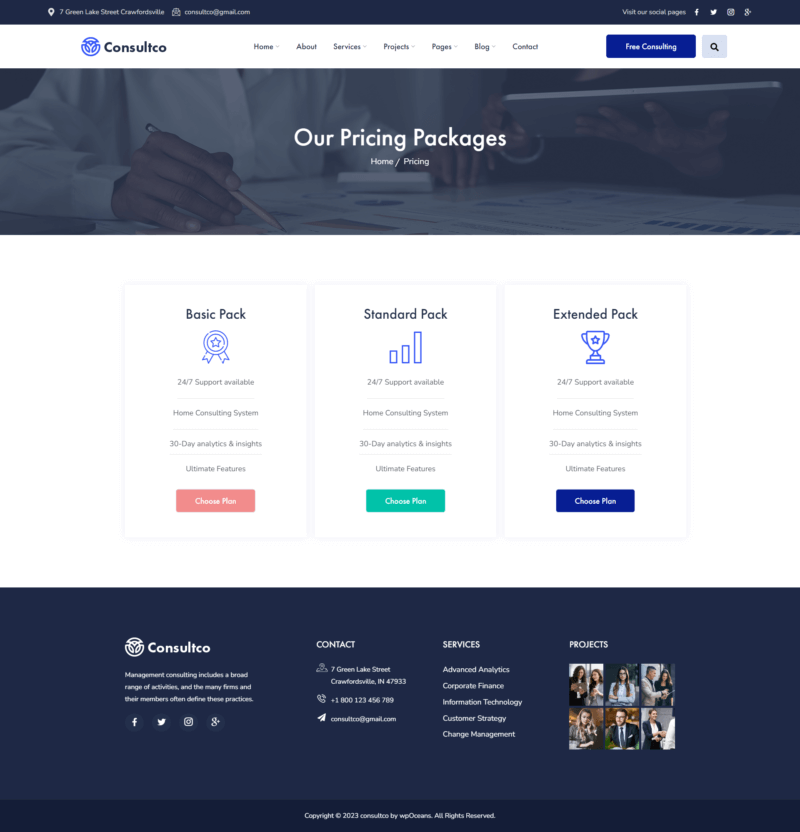 7 Green Lake Street Crawfordsville consultco@gmail.com Visit our social pages
Consultco Home About Services Projects Pages Blog Contact Free Consulting
Our Pricing Packages
Home / Pricing
Basic Pack
24/7 Support available
Home Consulting System
30-Day analytics & insights
Ultimate Features
Choose Plan
Standard Pack
24/7 Support available
Home Consulting System
30-Day analytics & insights
Ultimate Features
Choose Plan
Extended Pack
24/7 Support available
Home Consulting System
30-Day analytics & insights
Ultimate Features
Choose Plan
Consultco
Management consulting includes a broad
range of activities, and the many firms and
their members often define these practices.
CONTACT
7 Green Lake Street
Crawfordsville, IN 47933
+1 800 123 456 789
consultco@gmail.com
SERVICES
Advanced Analytics
Corporate Finance
Information Technology
Customer Strategy
Change Management
PROJECTS
Copyright © 2023 consultco by wpOceans. All Rights Reserved.